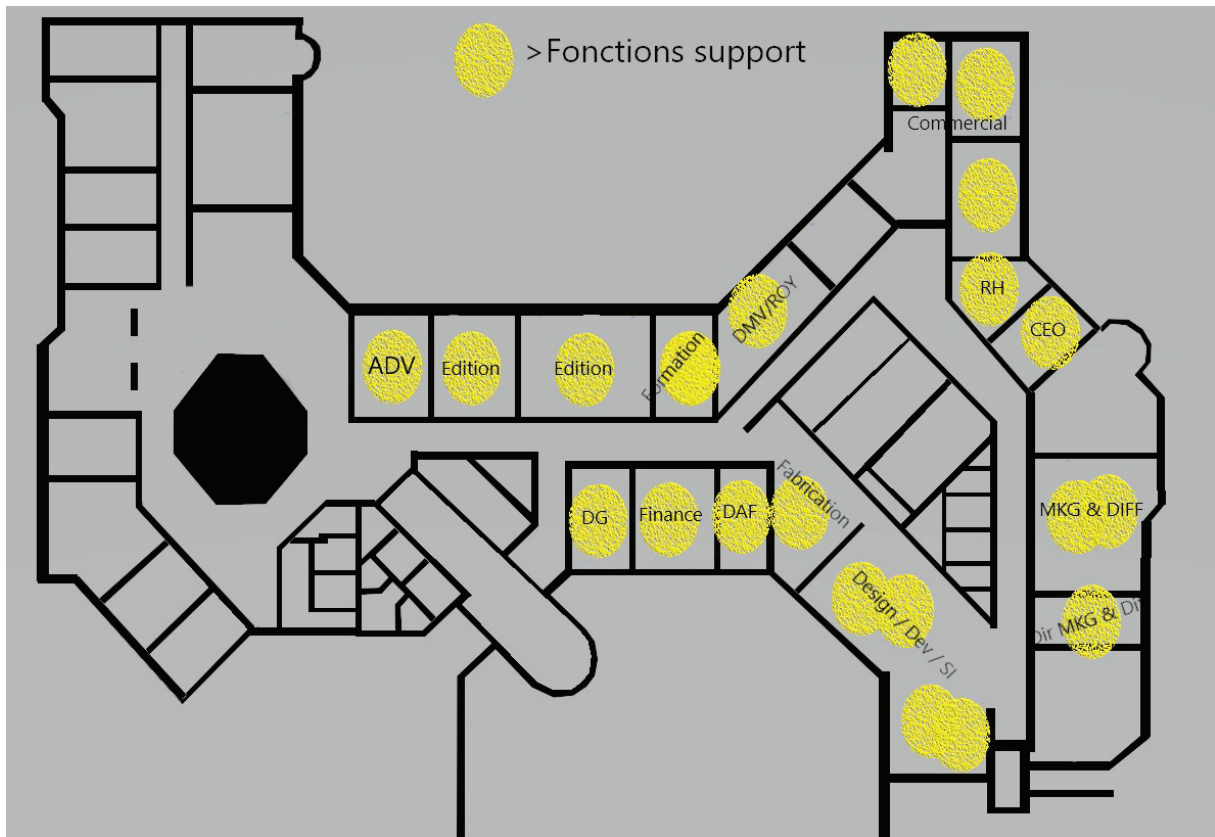 >Fonctions support
Commercial
RH
DMV/ROY
CEO
ADV
Edition
Edition
Formation
Fabrication
DG
Finance
DAF
MKG & DIFF
Design / Dev / SI
Dir MKG & Di